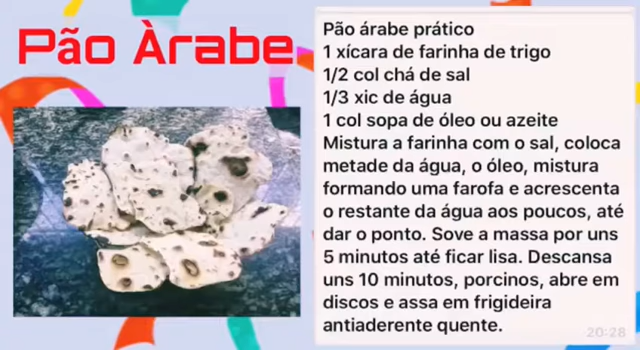 Pão Àrabe
Pão árabe prático
1 xícara de farinha de trigo
1/2 col chá de sal
1/3 xic de água
1 col sopa de óleo ou azeite
Mistura a farinha com o sal, coloca
metade da água, o óleo, mistura
formando uma farofa e acrescenta
o restante da água aos poucos, até
dar o ponto. Sove a massa por uns
5 minutos até ficar lisa. Descansa
uns 10 minutos, porcinos, abre em
discos e assa em frigideira
antiaderente quente.
20:28